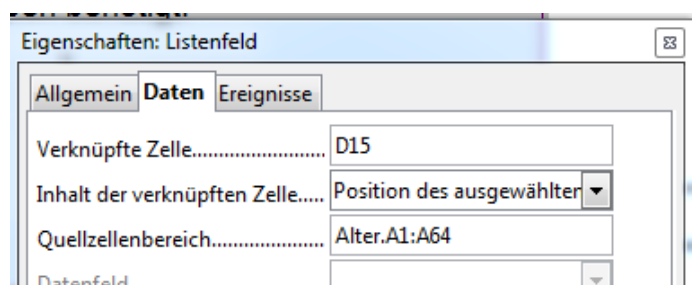 Eigenschaften: Listenfeld
Allgemein Daten Ereignisse
Verknüpfte Zelle........................ D15
Inhalt der verknüpften Zelle..... Position des ausgewählten
Quellzellenbereich..................... Alter.A1:A64
Datenfeld